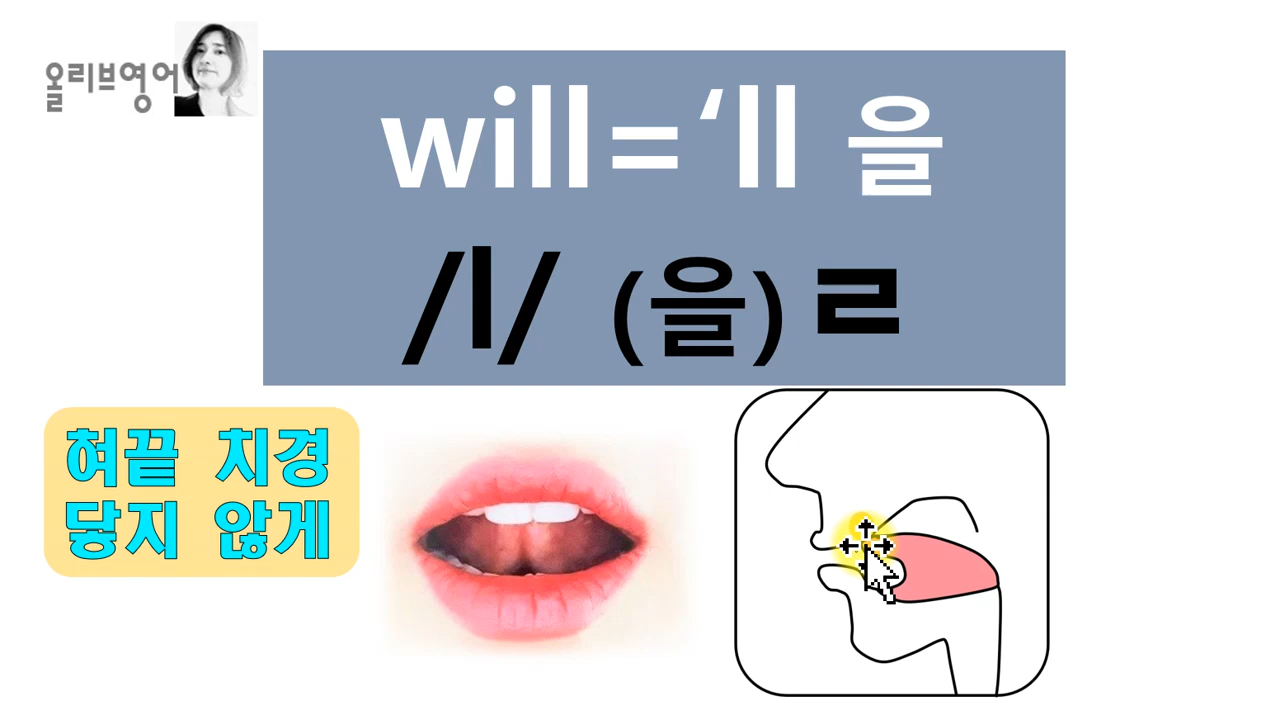 올리브영어
will=‘ll 을
/l/ (을)ㄹ
혀끝 치경
닿지 않게